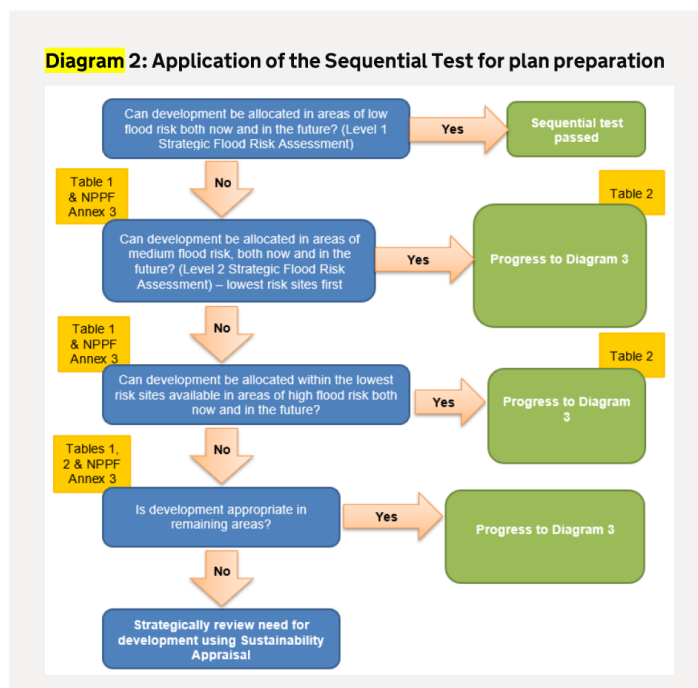 Diagram 2: Application of the Sequential Test for plan preparation
Can development be allocated in areas of low
flood risk both now and in the future? (Level 1
Strategic Flood Risk Assessment)
Yes
Sequential test
passed
No
Table 1
& NPPF
Annex 3
Table 2
Can development be allocated in areas of
medium flood risk, both now and in the
future? (Level 2 Strategic Flood Risk
Assessment) – lowest risk sites first
Yes
Progress to Diagram 3
No
Table 1
& NPPF
Annex 3
Table 2
Can development be allocated within the lowest
risk sites available in areas of high flood risk both
now and in the future?
Yes
Progress to Diagram
3
No
Tables 1,
2 & NPPF
Annex 3
Is development appropriate in
remaining areas?
Yes
Progress to Diagram 3
No
Strategically review need for
development using Sustainability
Appraisal